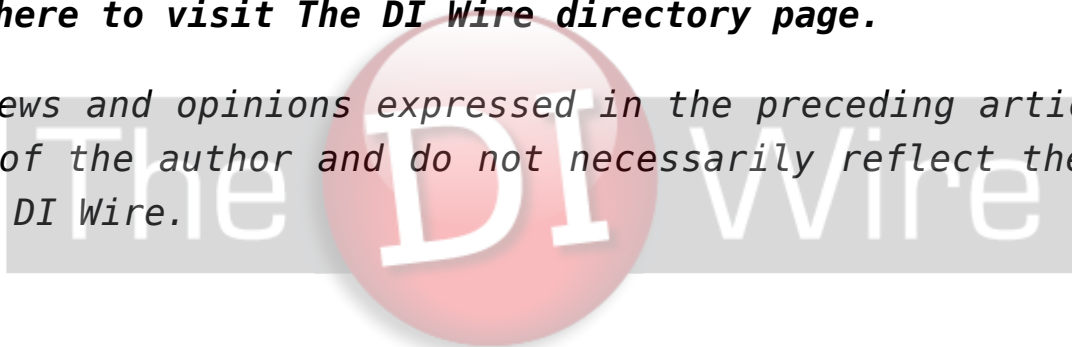 here to visit The DI Wire directory page.
ews and opinions expressed in the preceding artic
of the author and do not necessarily reflect the
DI Wire.
The DI Wire